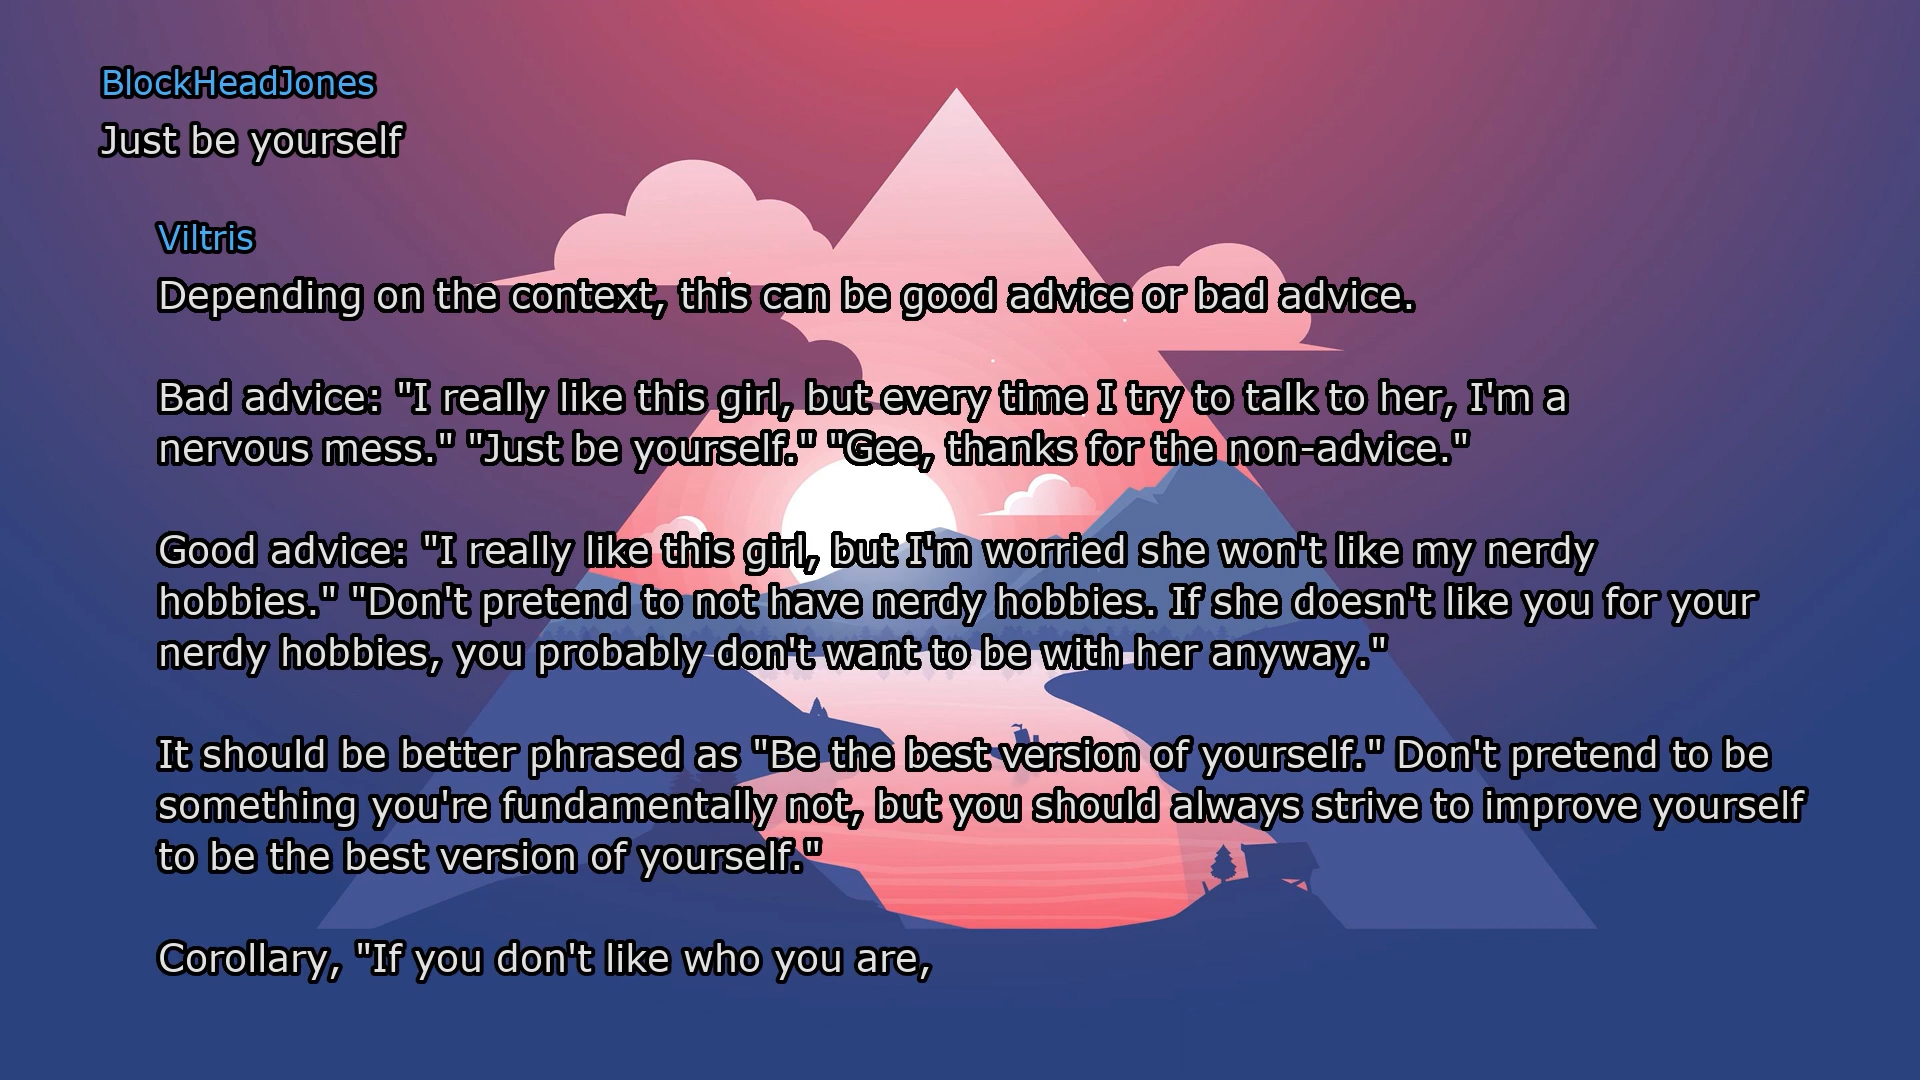 BlockHeadJones
Just be yourself
Viltris
Depending on the context, this can be good advice or bad advice.
Bad advice: "I really like this girl, but every time I try to talk to her, I'm a
nervous mess." "Just be yourself." "Gee, thanks for the non-advice."
Good advice: "I really like this girl, but I'm worried she won't like my nerdy
hobbies." "Don't pretend to not have nerdy hobbies. If she doesn't like you for your
nerdy hobbies, you probably don't want to be with her anyway."
It should be better phrased as "Be the best version of yourself." Don't pretend to be
something you're fundamentally not, but you should always strive to improve yourself
to be the best version of yourself."
Corollary, "If you don't like who you are,